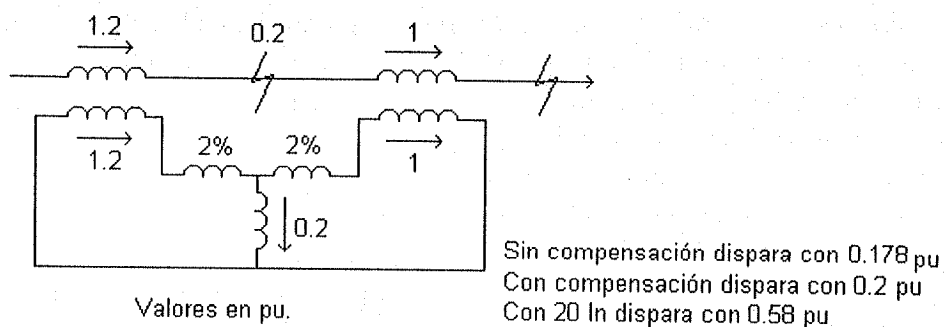 1.2
0.2
1
1.2
2%
2%
1
0.2
Sin compensación dispara con 0.178 pu
Con compensación dispara con 0.2 pu
Valores en pu.
Con 20 In dispara con 0.58 pu